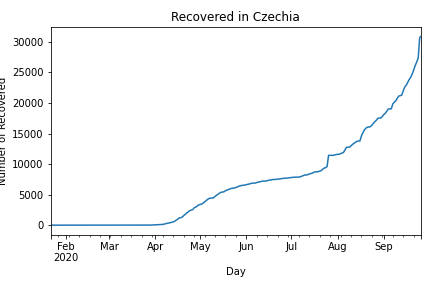 Recovered in Czechia
Number of Recovered
30000
25000
20000
15000
10000
5000
0
Feb Mar Apr May Jun Jul Aug Sep
2020
Day